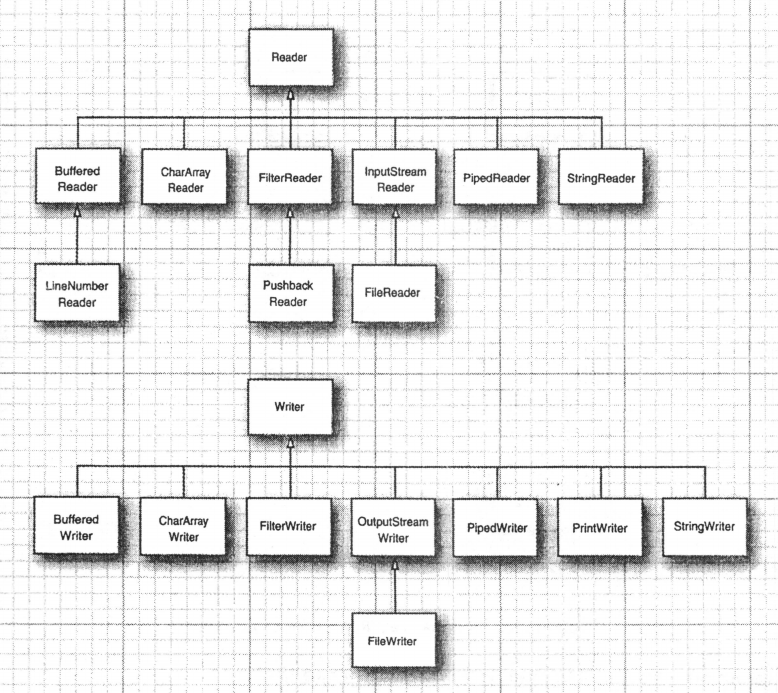 Reader
Buffered
Reader
CharArray
Reader
FilterReader
InputStream
Reader
PipedReader
StringReader
LineNumber
Reader
Pushback
Reader
FileReader
Writer
Buffered
Writer
CharArray
Writer
FilterWriter
OutputStream
Writer
PipedWriter
PrintWriter
StringWriter
FileWriter